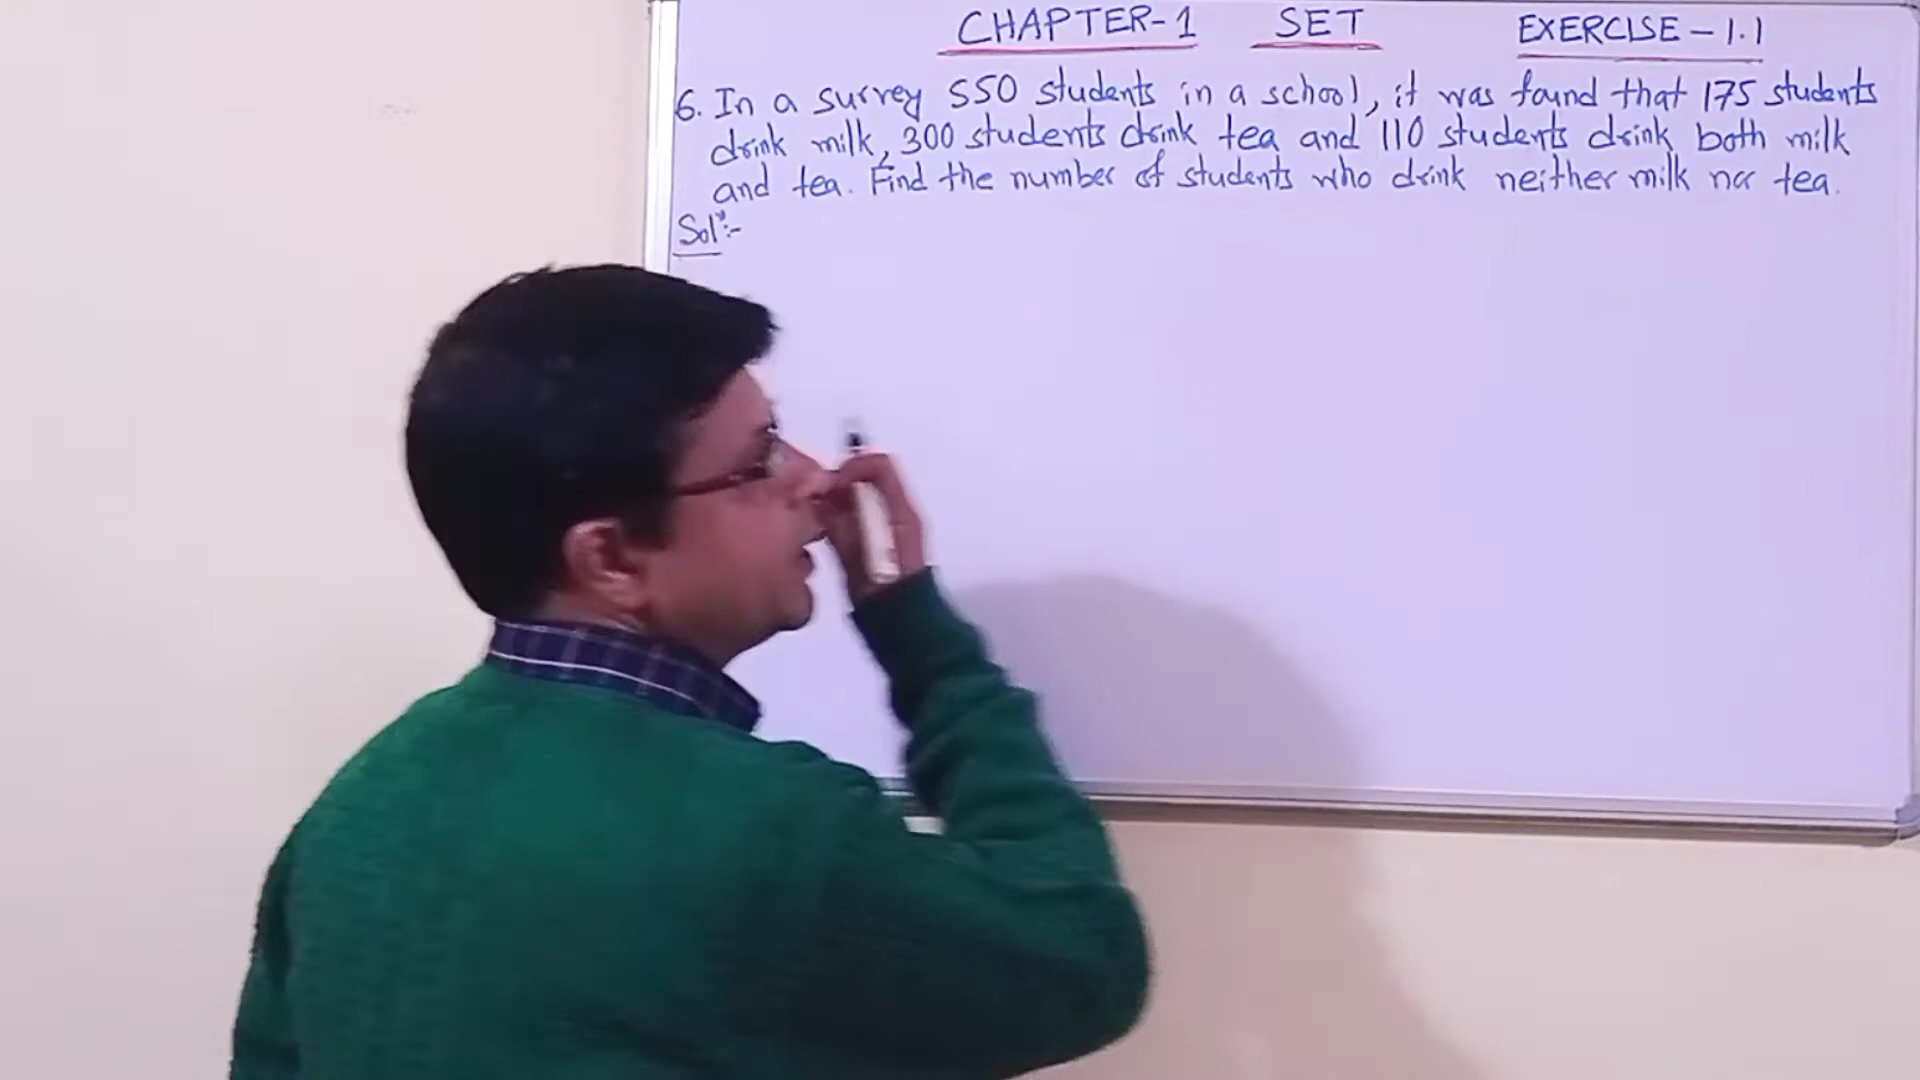 CHAPTER-1 SET EXERCISE-1.1
6. In a survey 550 students in a school, it was found that 175 students
drink milk, 300 students drink tea and 110 students drink both milk
and tea. Find the number of students who drink neither milk nor tea.
Solⁿ:-